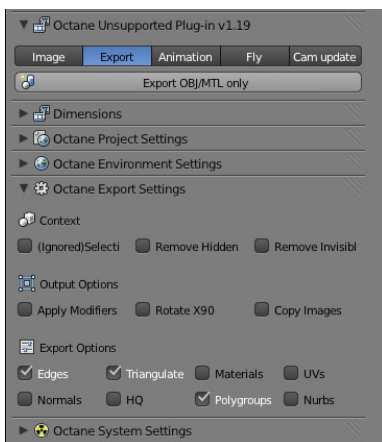 Octane Unsupported Plug-in v1.19
Image Export Animation Fly Cam update
Export OBJ/MTL only
Dimensions
Octane Project Settings
Octane Environment Settings
Octane Export Settings
Context
(Ignored)Selecti Remove Hidden Remove Invisibl
Output Options
Apply Modifiers Rotate X90 Copy Images
Export Options
Edges Triangulate Materials UVs
Normals HQ Polygroups Nurbs
Octane System Settings